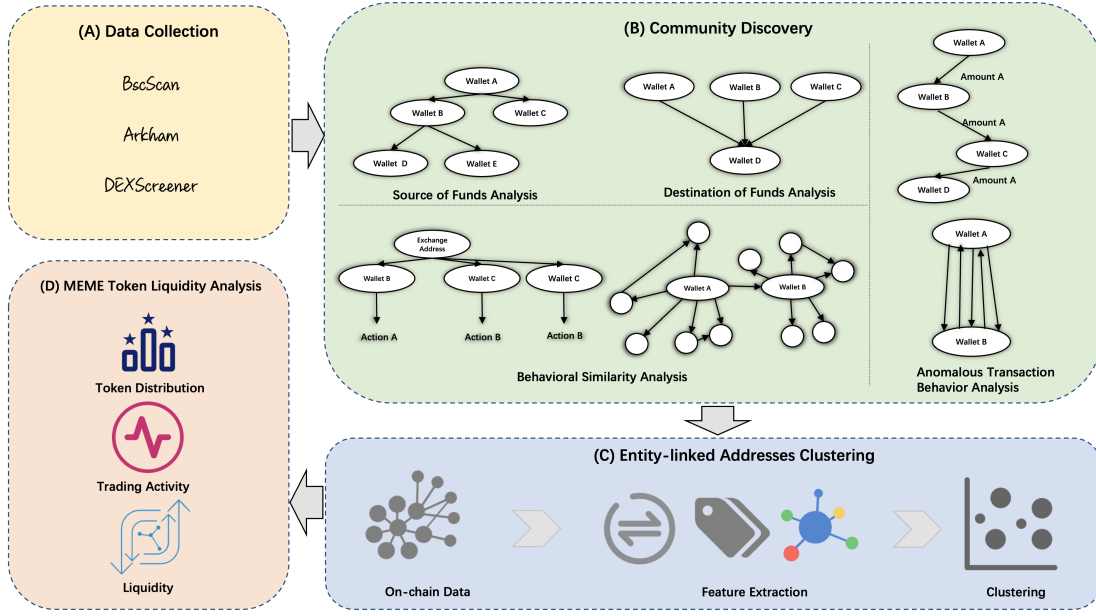 (A) Data Collection
BscScan
Arkham
DEXScreener
(B) Community Discovery
Wallet A
Wallet B
Wallet C
Wallet D
Wallet E
Source of Funds Analysis
Wallet A
Wallet B
Wallet C
Wallet D
Destination of Funds Analysis
Exchange
Address
Wallet B
Wallet C
Wallet C
Action A
Action B
Action B
Wallet A
Wallet B
Behavioral Similarity Analysis
Wallet A
Amount A
Wallet B
Amount A
Wallet C
Amount A
Wallet D
Wallet A
Wallet B
Anomalous Transaction
Behavior Analysis
(C) Entity-linked Addresses Clustering
On-chain Data
Feature Extraction
Clustering
(D) MEME Token Liquidity Analysis
Token Distribution
Trading Activity
Liquidity